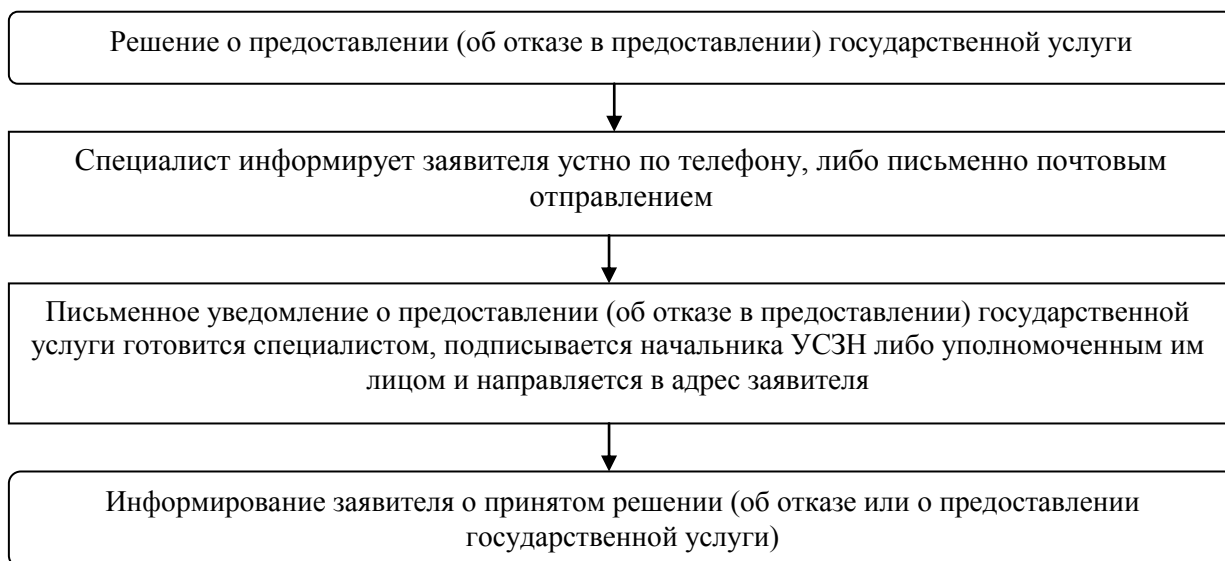 Решение о предоставлении (об отказе в предоставлении) государственной услуги
Специалист информирует заявителя устно по телефону, либо письменно почтовым
отправлением
Письменное уведомление о предоставлении (об отказе в предоставлении) государственной
услуги готовится специалистом, подписывается начальника УСЗН либо уполномоченным им
лицом и направляется в адрес заявителя
Информирование заявителя о принятом решении (об отказе или о предоставлении
государственной услуги)